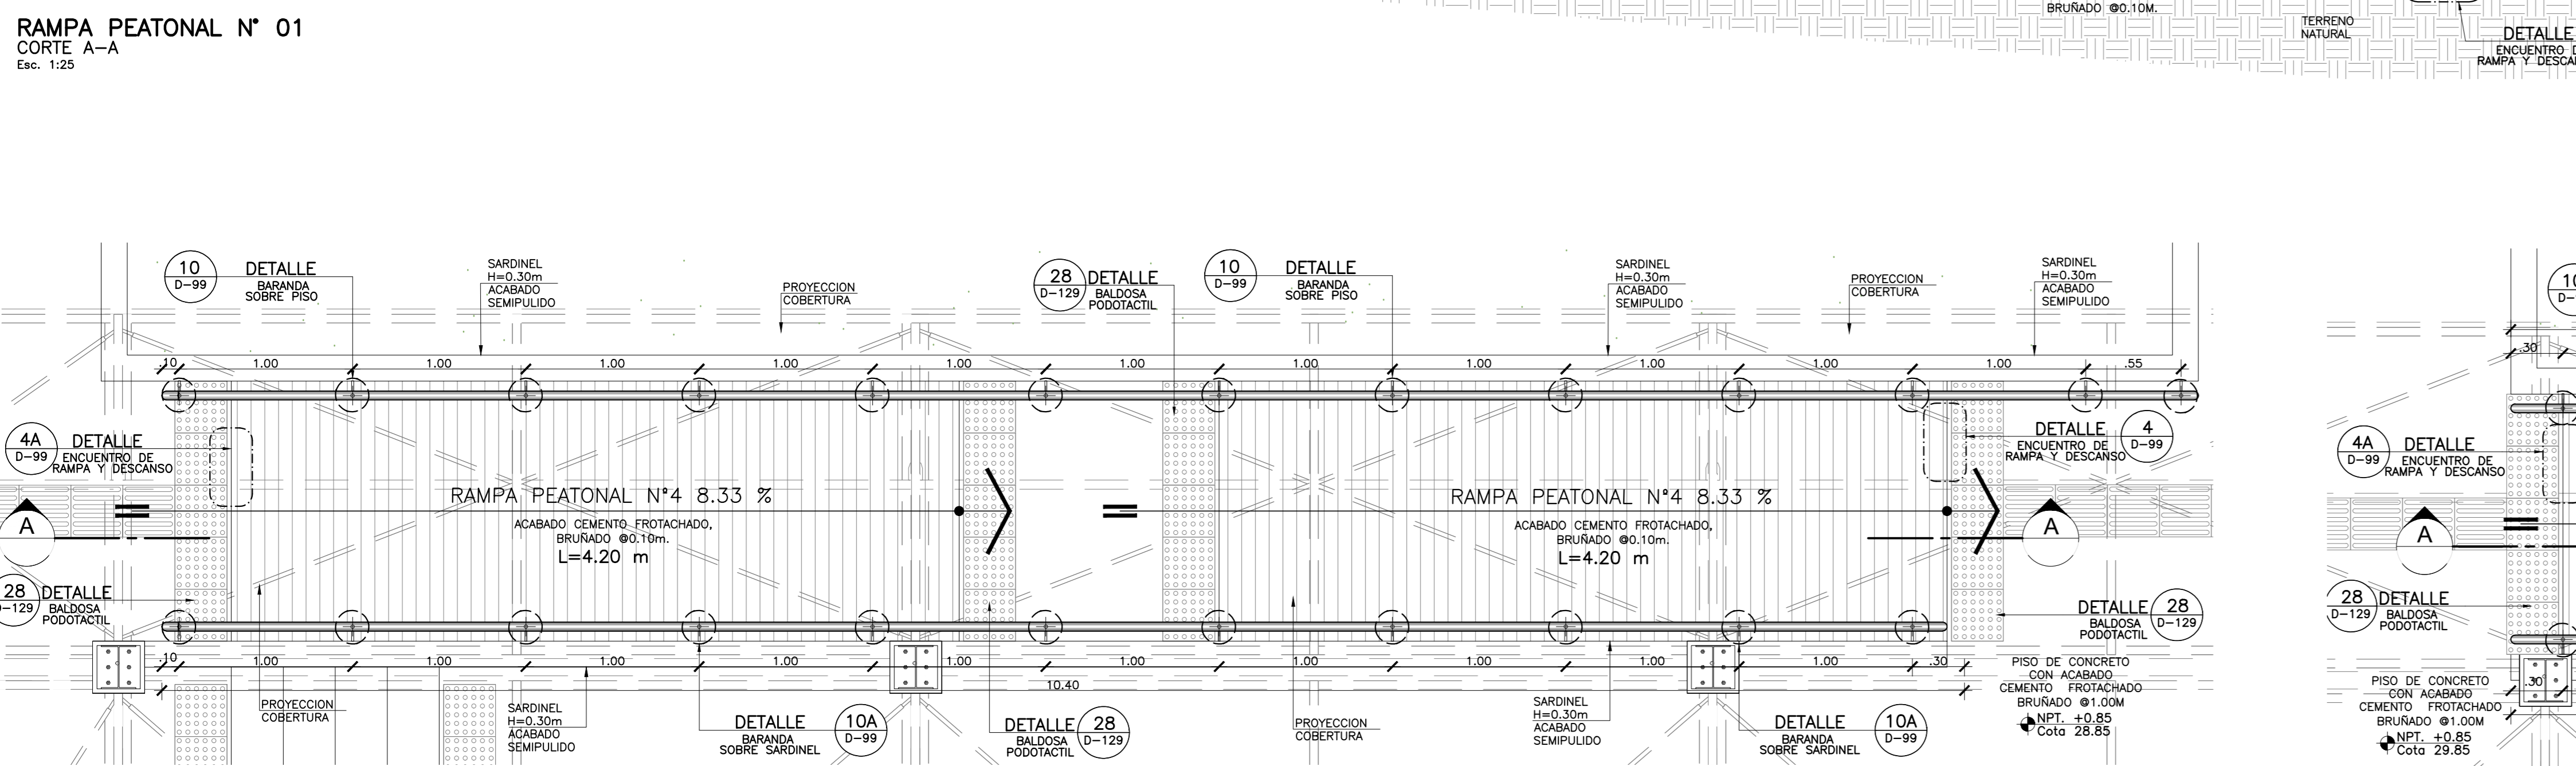 RAMPA PEATONAL N° 01
CORTE A-A
Esc. 1:25
BRUÑADO @0.10M.
TERRENO
NATURAL
DETALLE
ENCUENTRO
RAMPA Y
10
D-99
DETALLE
BARANDA
SOBRE PISO
SARDINEL
H=0.30m
ACABADO
SEMIPULIDO
PROYECCION
COBERTURA
28
D-129
DETALLE
BALDOSA
PODOTACTIL
10
D-99
DETALLE
BARANDA
SOBRE PISO
SARDINEL
H=0.30m
ACABADO
SEMIPULIDO
PROYECCION
COBERTURA
SARDINEL
H=0.30m
ACABADO
SEMIPULIDO
.10 1.00 1.00 1.00 1.00 1.00 1.00 1.00 1.00 1.00 1.00 1.00 .55
.30
4A
D-99
DETALLE
ENCUENTRO DE
RAMPA Y DESCANSO
DETALLE
ENCUENTRO DE
RAMPA Y DESCANSO
4
D-99
4A
D-99
DETALLE
ENCUENTRO DE
RAMPA Y DESCANSO
A
RAMPA PEATONAL N°4 8.33 %
ACABADO CEMENTO FROTACHADO,
BRUÑADO @0.10m.
L=4.20 m
RAMPA PEATONAL N°4 8.33 %
ACABADO CEMENTO FROTACHADO,
BRUÑADO @0.10m.
L=4.20 m
A
A
28
D-129
DETALLE
BALDOSA
PODOTACTIL
DETALLE
BALDOSA
PODOTACTIL
28
D-129
28
D-129
DETALLE
BALDOSA
PODOTACTIL
.10 1.00 1.00 1.00 1.00 1.00 1.00 1.00 1.00 1.00 1.00 .30
10.40
.30
PROYECCION
COBERTURA
SARDINEL
H=0.30m
ACABADO
SEMIPULIDO
DETALLE
BARANDA
SOBRE SARDINEL
10A
D-99
DETALLE
BALDOSA
PODOTACTIL
28
D-129
PROYECCION
COBERTURA
SARDINEL
H=0.30m
ACABADO
SEMIPULIDO
DETALLE
BARANDA
SOBRE SARDINEL
10A
D-99
PISO DE CONCRETO
CON ACABADO
CEMENTO FROTACHADO
BRUÑADO @1.00M
NPT. +0.85
Cota 28.85
PISO DE CONCRETO
CON ACABADO
CEMENTO FROTACHADO
BRUÑADO @1.00M
NPT. +0.85
Cota 29.85